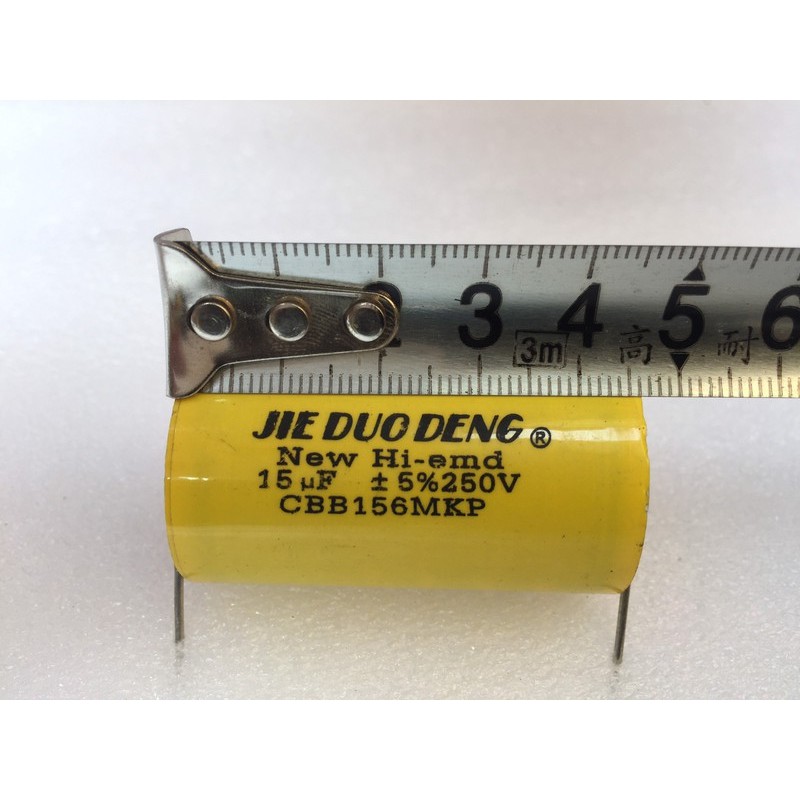 2 3 4 5 6
3m 高 耐
JIE DUO DENG®
New Hi-emd
15µF ±5%250V
CBB156MKP